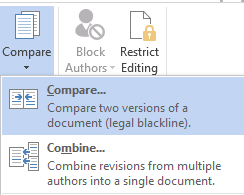 Compare
Block Authors
Restrict Editing
Compare...
Compare two versions of a
document (legal blackline).
Combine...
Combine revisions from multiple
authors into a single document.